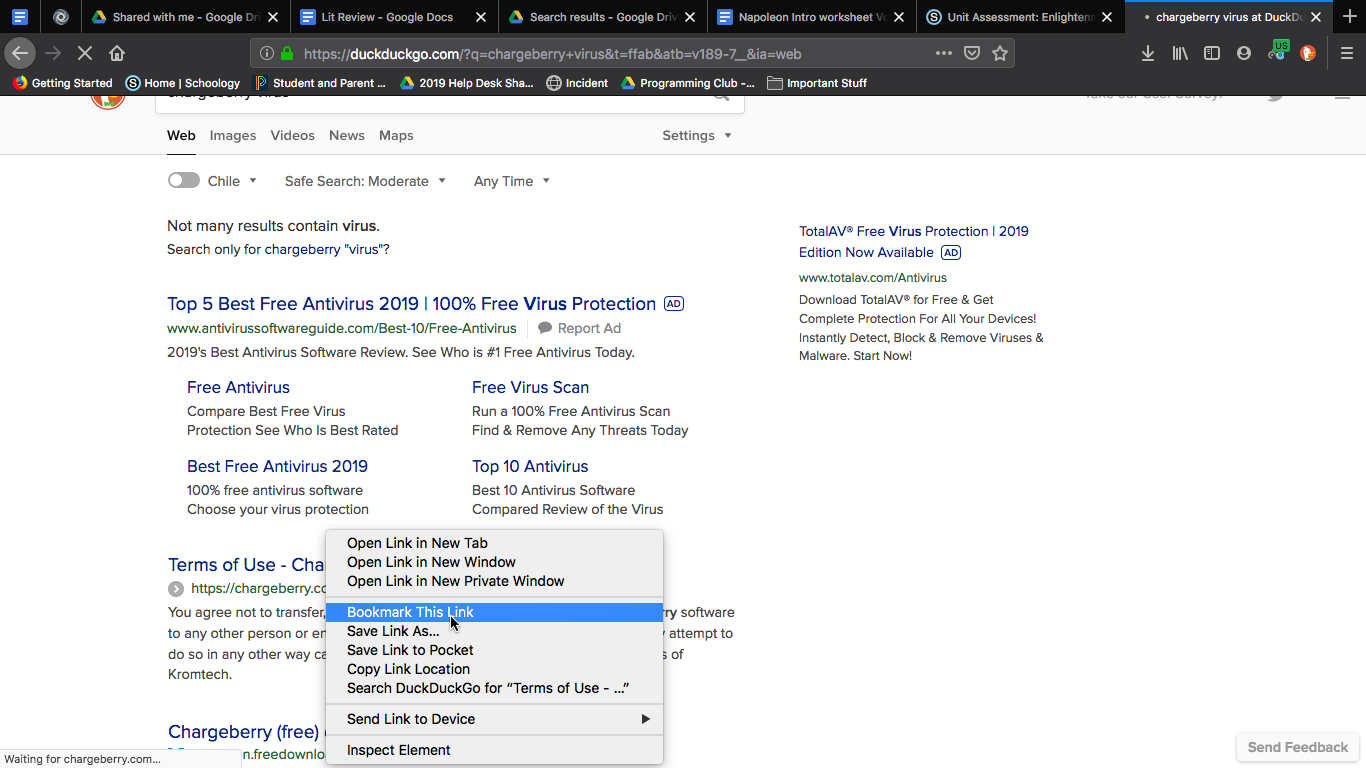 Shared with me - Google Dri
Lit Review - Google Docs
Search results - Google Driv
Napoleon Intro worksheet Vo
Unit Assessment: Enlightenm
chargeberry virus at DuckDu
https://duckduckgo.com/?q=chargeberry+virus&t=ffab&atb=v189-7__&ia=web
US
Getting Started
Home | Schoology
Student and Parent ...
2019 Help Desk Sha...
Incident
Programming Club -...
Important Stuff
chargeberry virus
Take our User Survey!
Web Images Videos News Maps Settings
Chile Safe Search: Moderate Any Time
Not many results contain virus.
Search only for chargeberry "virus"?
Top 5 Best Free Antivirus 2019 | 100% Free Virus Protection AD
www.antivirussoftwareguide.com/Best-10/Free-Antivirus Report Ad
2019's Best Antivirus Software Review. See Who is #1 Free Antivirus Today.
Free Antivirus
Compare Best Free Virus
Protection See Who Is Best Rated
Free Virus Scan
Run a 100% Free Antivirus Scan
Find & Remove Any Threats Today
Best Free Antivirus 2019
100% free antivirus software
Choose your virus protection
Top 10 Antivirus
Best 10 Antivirus Software
Compared Review of the Virus
TotalAV® Free Virus Protection | 2019
Edition Now Available AD
www.totalav.com/Antivirus
Download TotalAV® for Free & Get
Complete Protection For All Your Devices!
Instantly Detect, Block & Remove Viruses &
Malware. Start Now!
Terms of Use - Cha
https://chargeberry.co
You agree not to transfer, ry software
to any other person or en attempt to
do so in any other way ca s of
Kromtech.
Chargeberry (free)
n.freedownlo
Open Link in New Tab
Open Link in New Window
Open Link in New Private Window
Bookmark This Link
Save Link As...
Save Link to Pocket
Copy Link Location
Search DuckDuckGo for “Terms of Use - ...”
Send Link to Device
Inspect Element
Waiting for chargeberry.com...
Send Feedback